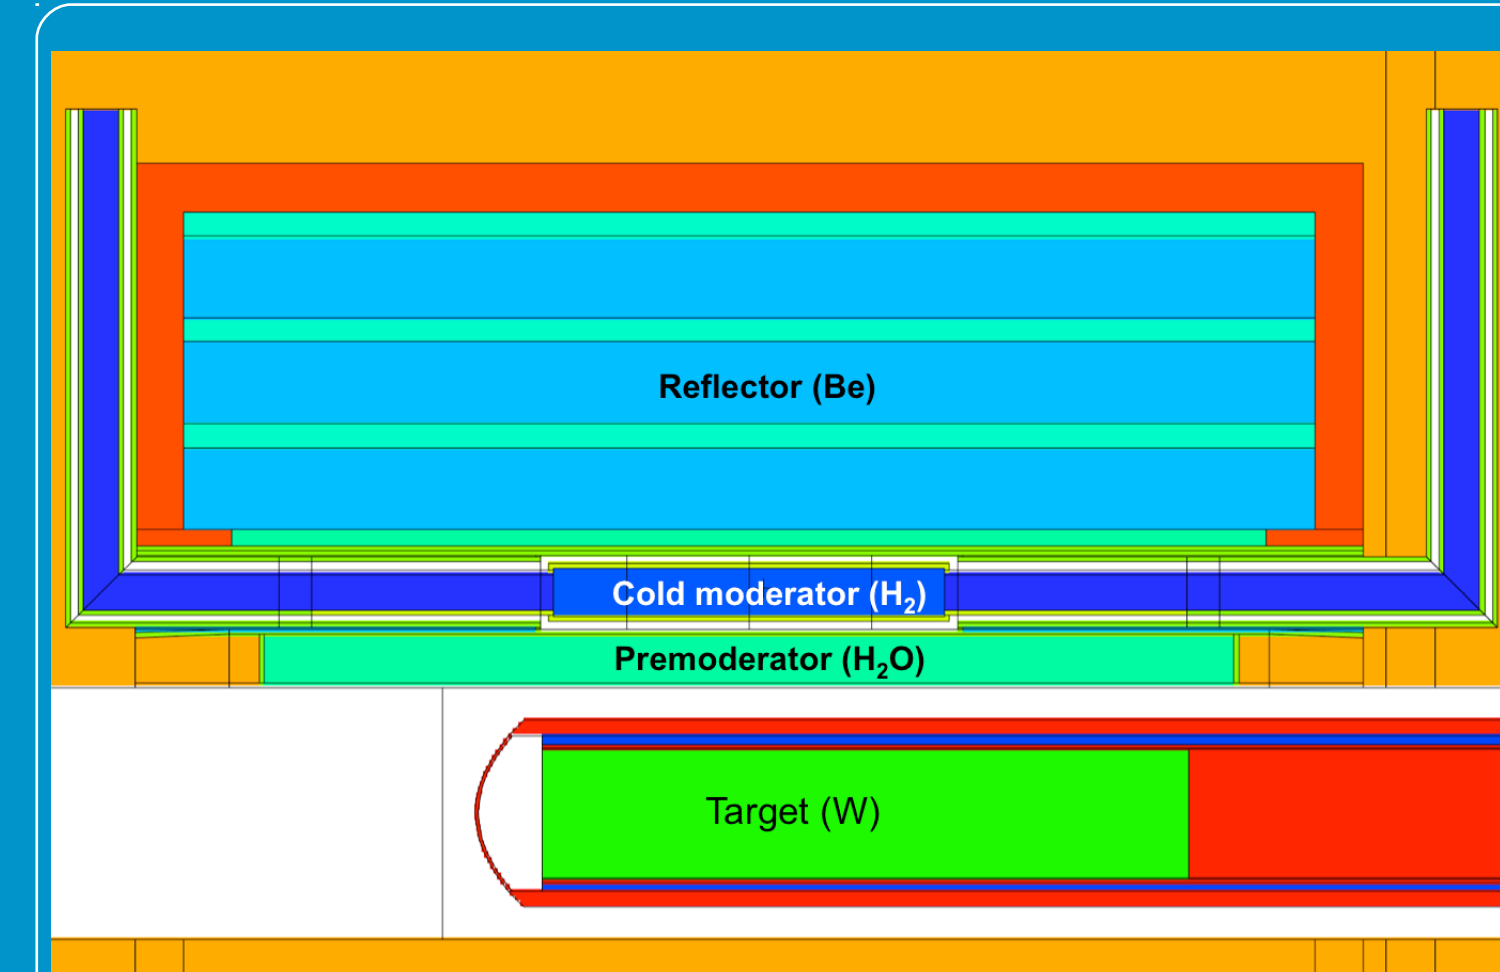 Reflector (Be)
Cold moderator (H₂)
Premoderator (H₂O)
Target (W)